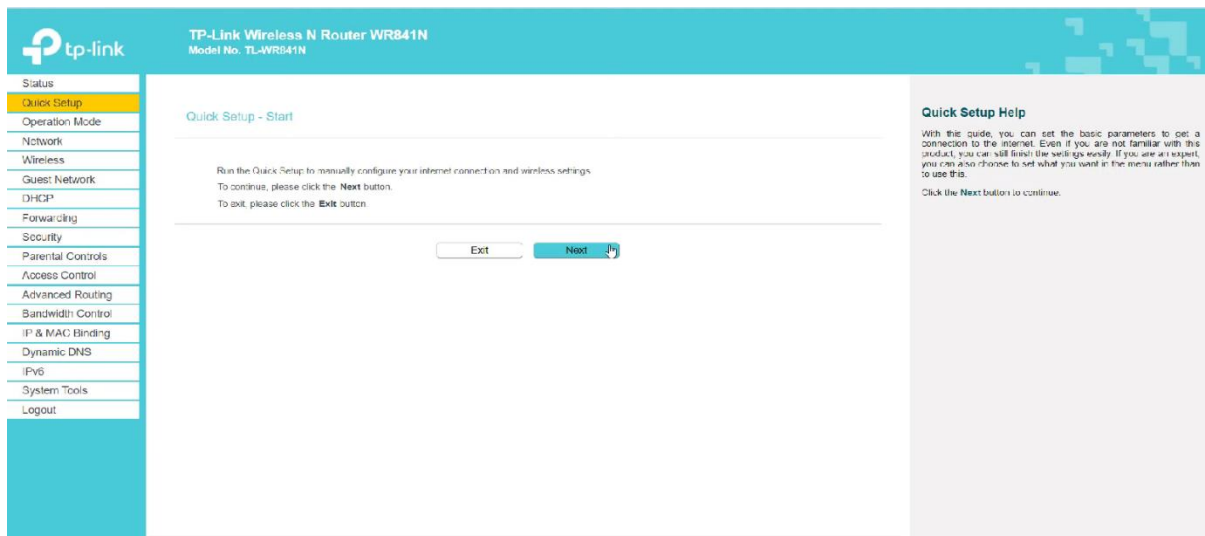 tp-link
TP-Link Wireless N Router WR841N
Model No. TL-WR841N
Status
Quick Setup
Operation Mode
Network
Wireless
Guest Network
DHCP
Forwarding
Security
Parental Controls
Access Control
Advanced Routing
Bandwidth Control
IP & MAC Binding
Dynamic DNS
IPv6
System Tools
Logout
Quick Setup - Start
Run the Quick Setup to manually configure your internet connection and wireless settings.
To continue, please click the Next button.
To exit, please click the Exit button.
Exit
Next
Quick Setup Help
With this guide, you can set the basic parameters to get a
connection to the internet. Even if you are not familiar with this
product, you can still finish the settings easily. If you are an expert,
you can also choose to set what you want in the menu rather than
to use this.
Click the Next button to continue.